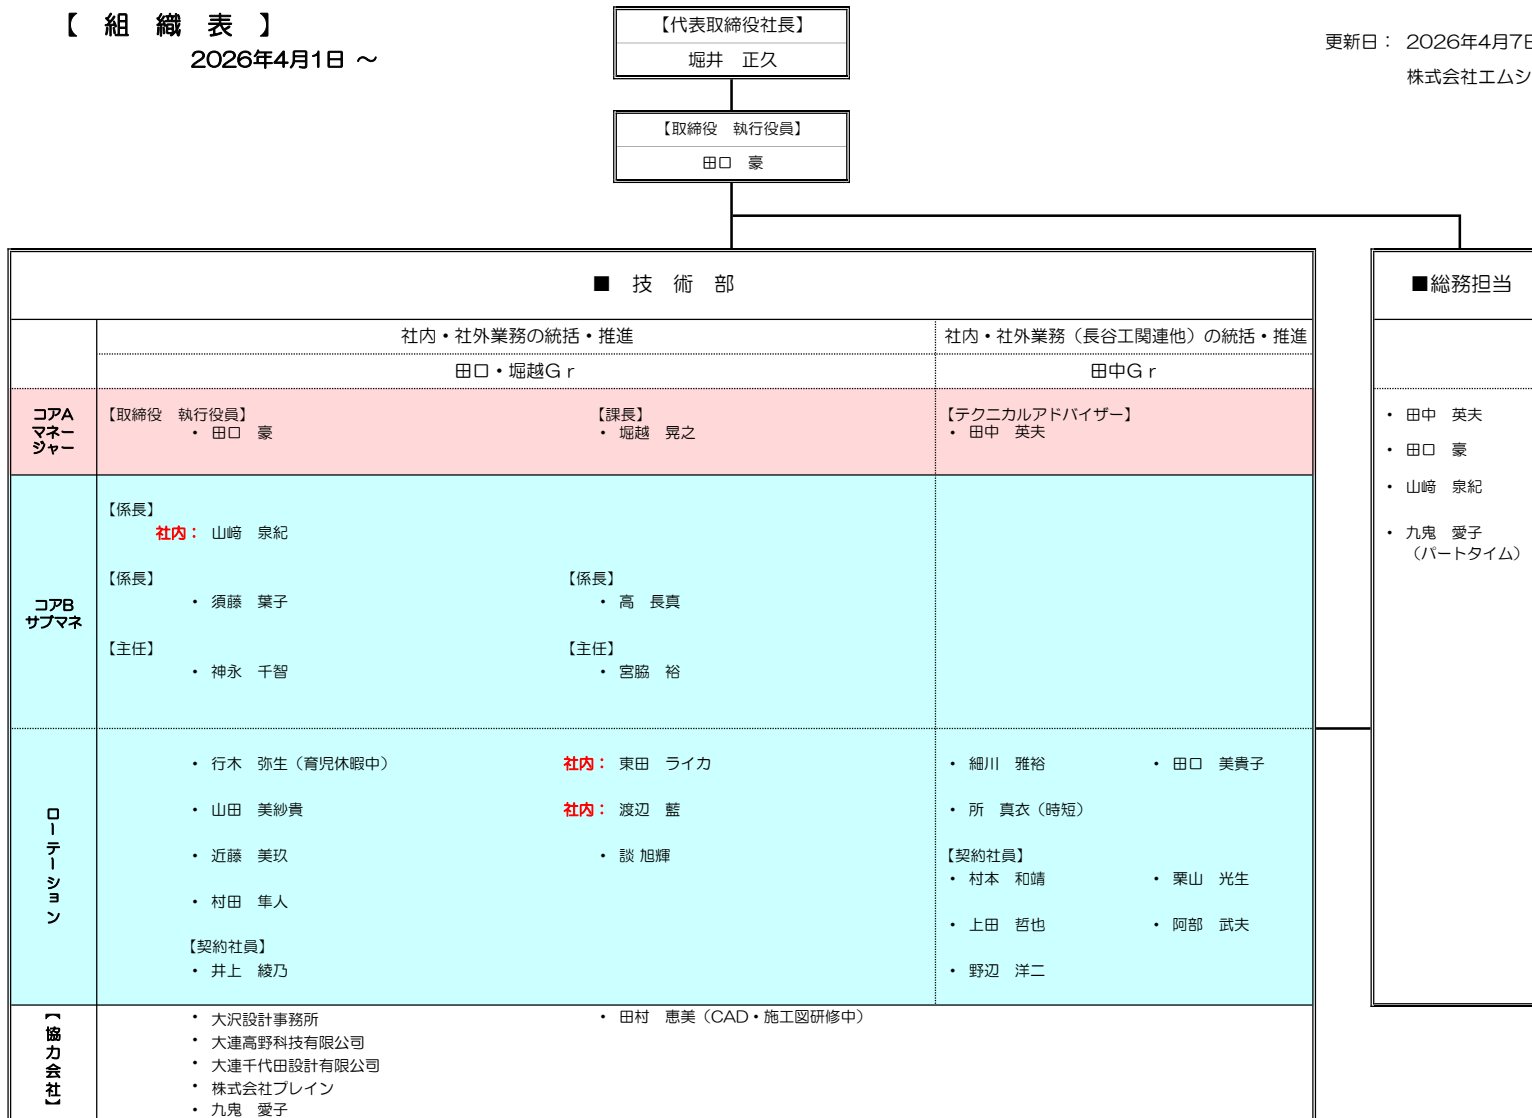 【 組 織 表 】
2026年4月1日 ～
【代表取締役社長】
堀井 正久
更新日： 2026年4月7日
株式会社エムシ
【取締役 執行役員】
田口 豪
■ 技 術 部
■総務担当
社内・社外業務の統括・推進
社内・社外業務（長谷工関連他）の統括・推進
田口・堀越Ｇｒ
田中Ｇｒ
コアA
マネー
ジャー
【取締役 執行役員】
・ 田口 豪
【課長】
・ 堀越 晃之
【テクニカルアドバイザー】
・ 田中 英夫
・ 田中 英夫
・ 田口 豪
・ 山﨑 泉紀
・ 九鬼 愛子
（パートタイム）
コアB
サブマネ
【係長】
社内： 山﨑 泉紀
【係長】
・ 須藤 葉子
【係長】
・ 高 長真
【主任】
・ 神永 千智
【主任】
・ 宮脇 裕
ローテーション
・ 行木 弥生（育児休暇中）
社内： 東田 ライカ
・ 細川 雅裕
・ 田口 美貴子
・ 山田 美紗貴
社内： 渡辺 藍
・ 所 真衣（時短）
・ 近藤 美玖
・ 談 旭輝
【契約社員】
・ 村本 和靖
・ 栗山 光生
・ 村田 隼人
・ 上田 哲也
・ 阿部 武夫
【契約社員】
・ 井上 綾乃
・ 野辺 洋二
【協力会社】
・ 大沢設計事務所
・ 田村 恵美（CAD・施工図研修中）
・ 大連高野科技有限公司
・ 大連千代田設計有限公司
・ 株式会社プレイン
・ 九鬼 愛子